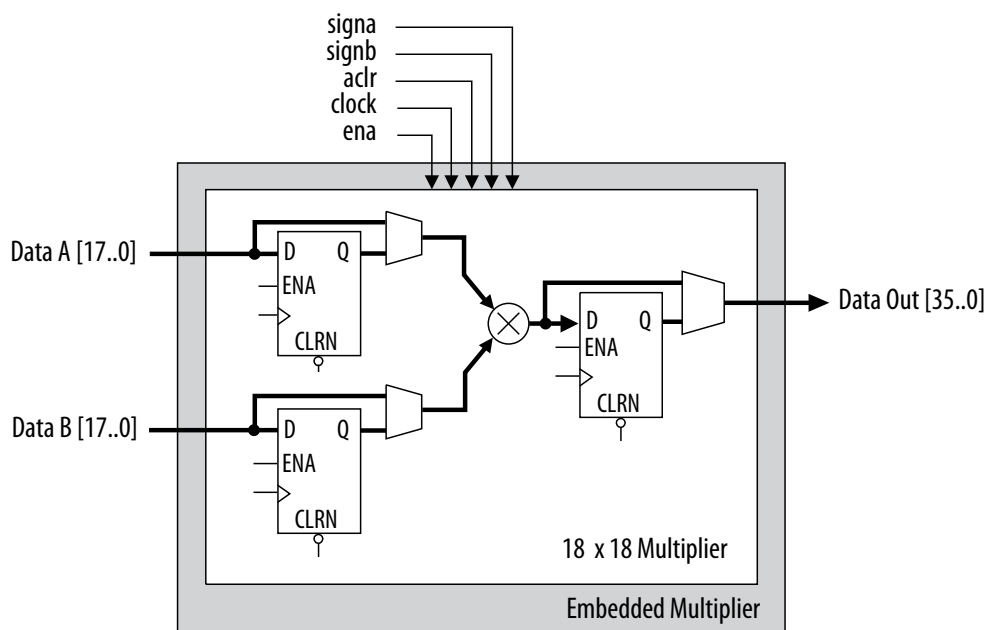 signa
signb
aclr
clock
ena
Data A [17..0]
D Q
ENA
CLRN
Data B [17..0]
D Q
ENA
CLRN
D Q
ENA
CLRN
Data Out [35..0]
18 x 18 Multiplier
Embedded Multiplier